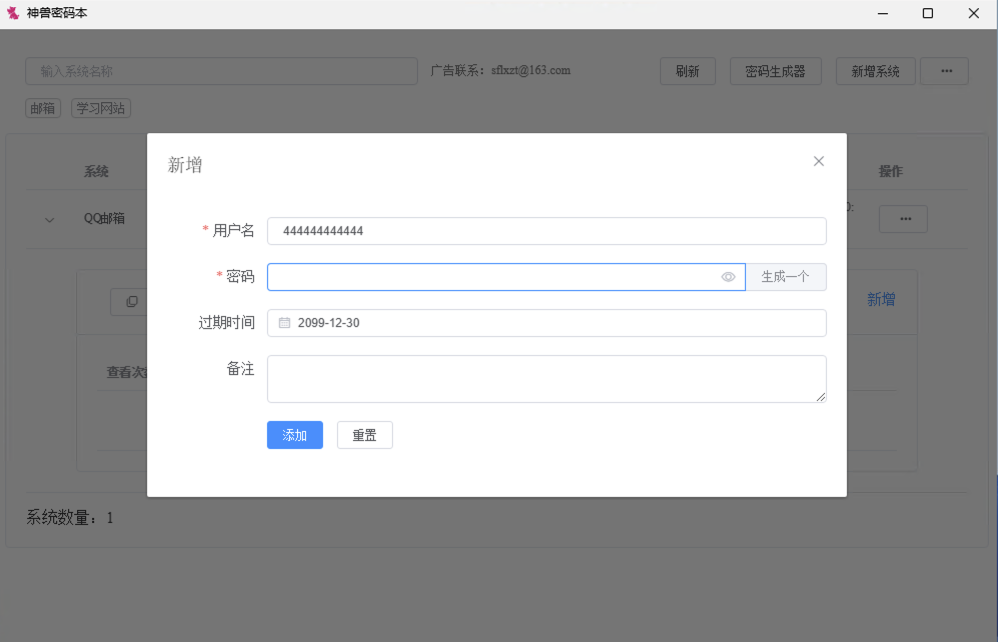 神兽密码本
输入系统名称
广告联系：sflxzt@163.com
刷新
密码生成器
新增系统
邮箱
学习网站
系统
操作
QQ邮箱
新增
查看次
新增
* 用户名
444444444444
* 密码
生成一个
过期时间
2099-12-30
备注
添加
重置
系统数量：1